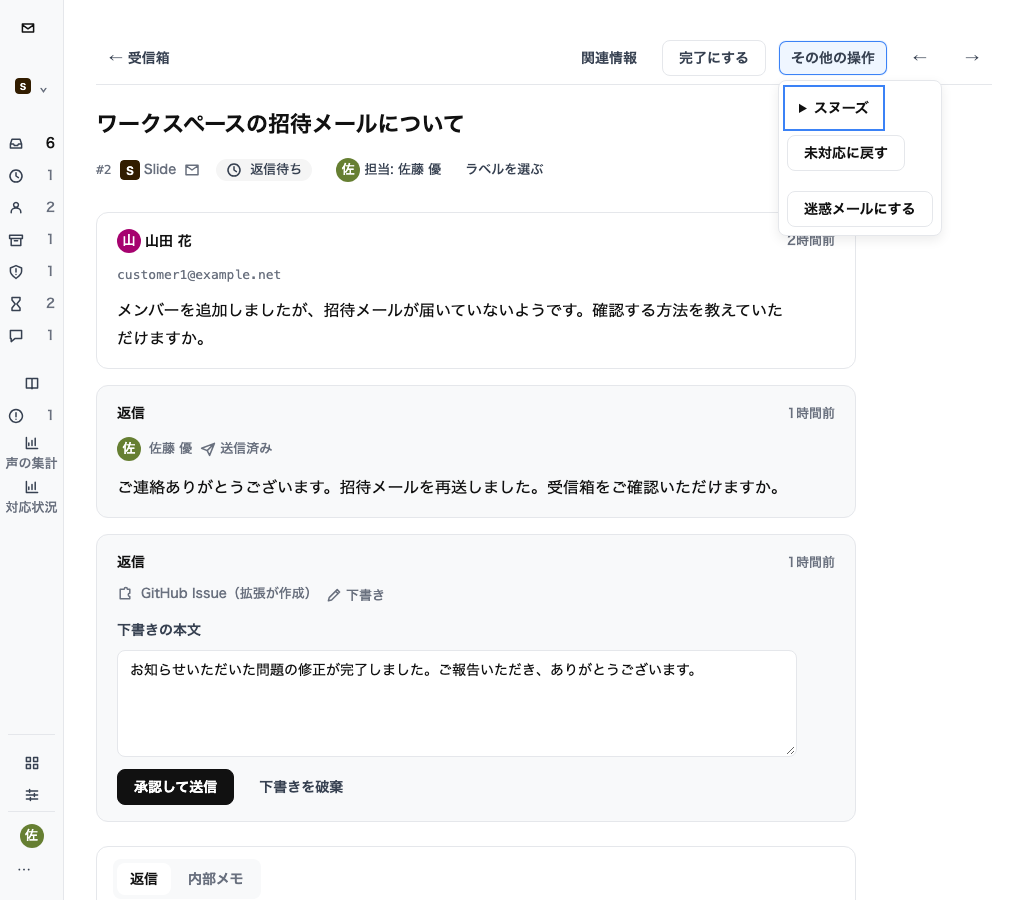 S
6
1
2
1
1
2
1
1
声の集計
対応状況
佐
…
← 受信箱
関連情報
完了にする
その他の操作
←
→
▶ スヌーズ
未対応に戻す
迷惑メールにする
ワークスペースの招待メールについて
#2 S Slide 返信待ち 佐 担当: 佐藤 優 ラベルを選ぶ
山 山田 花 2時間前
customer1@example.net
メンバーを追加しましたが、招待メールが届いていないようです。確認する方法を教えていた
だけますか。
返信 1時間前
佐 佐藤 優 送信済み
ご連絡ありがとうございます。招待メールを再送しました。受信箱をご確認いただけますか。
返信 1時間前
GitHub Issue（拡張が作成） 下書き
下書きの本文
お知らせいただいた問題の修正が完了しました。ご報告いただき、ありがとうございます。
承認して送信 下書きを破棄
返信 内部メモ